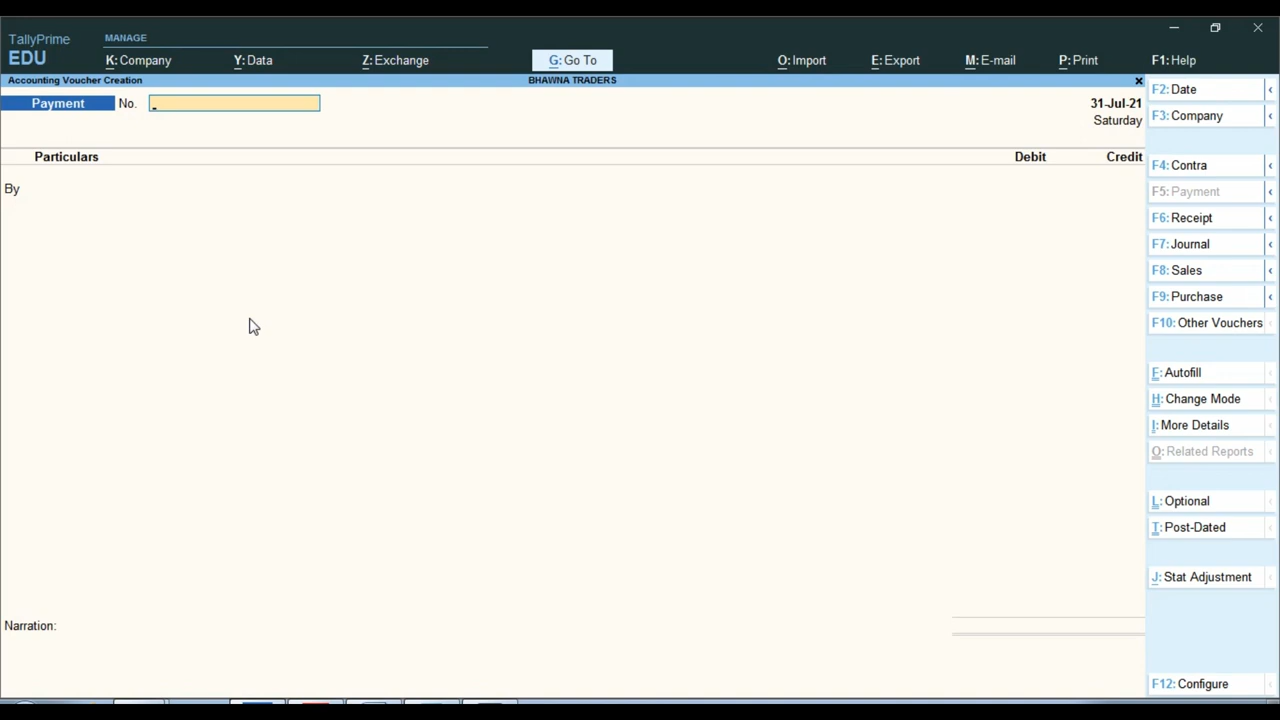 TallyPrime
EDU
MANAGE
K: Company
Y: Data
Z: Exchange
G: Go To
O: Import
E: Export
M: E-mail
P: Print
F1: Help
Accounting Voucher Creation
BHAWNA TRADERS
Payment No.
31-Jul-21
Saturday
Particulars
Debit
Credit
By
Narration:
F2: Date
F3: Company
F4: Contra
F5: Payment
F6: Receipt
F7: Journal
F8: Sales
F9: Purchase
F10: Other Vouchers
F: Autofill
H: Change Mode
I: More Details
O: Related Reports
L: Optional
T: Post-Dated
J: Stat Adjustment
F12: Configure